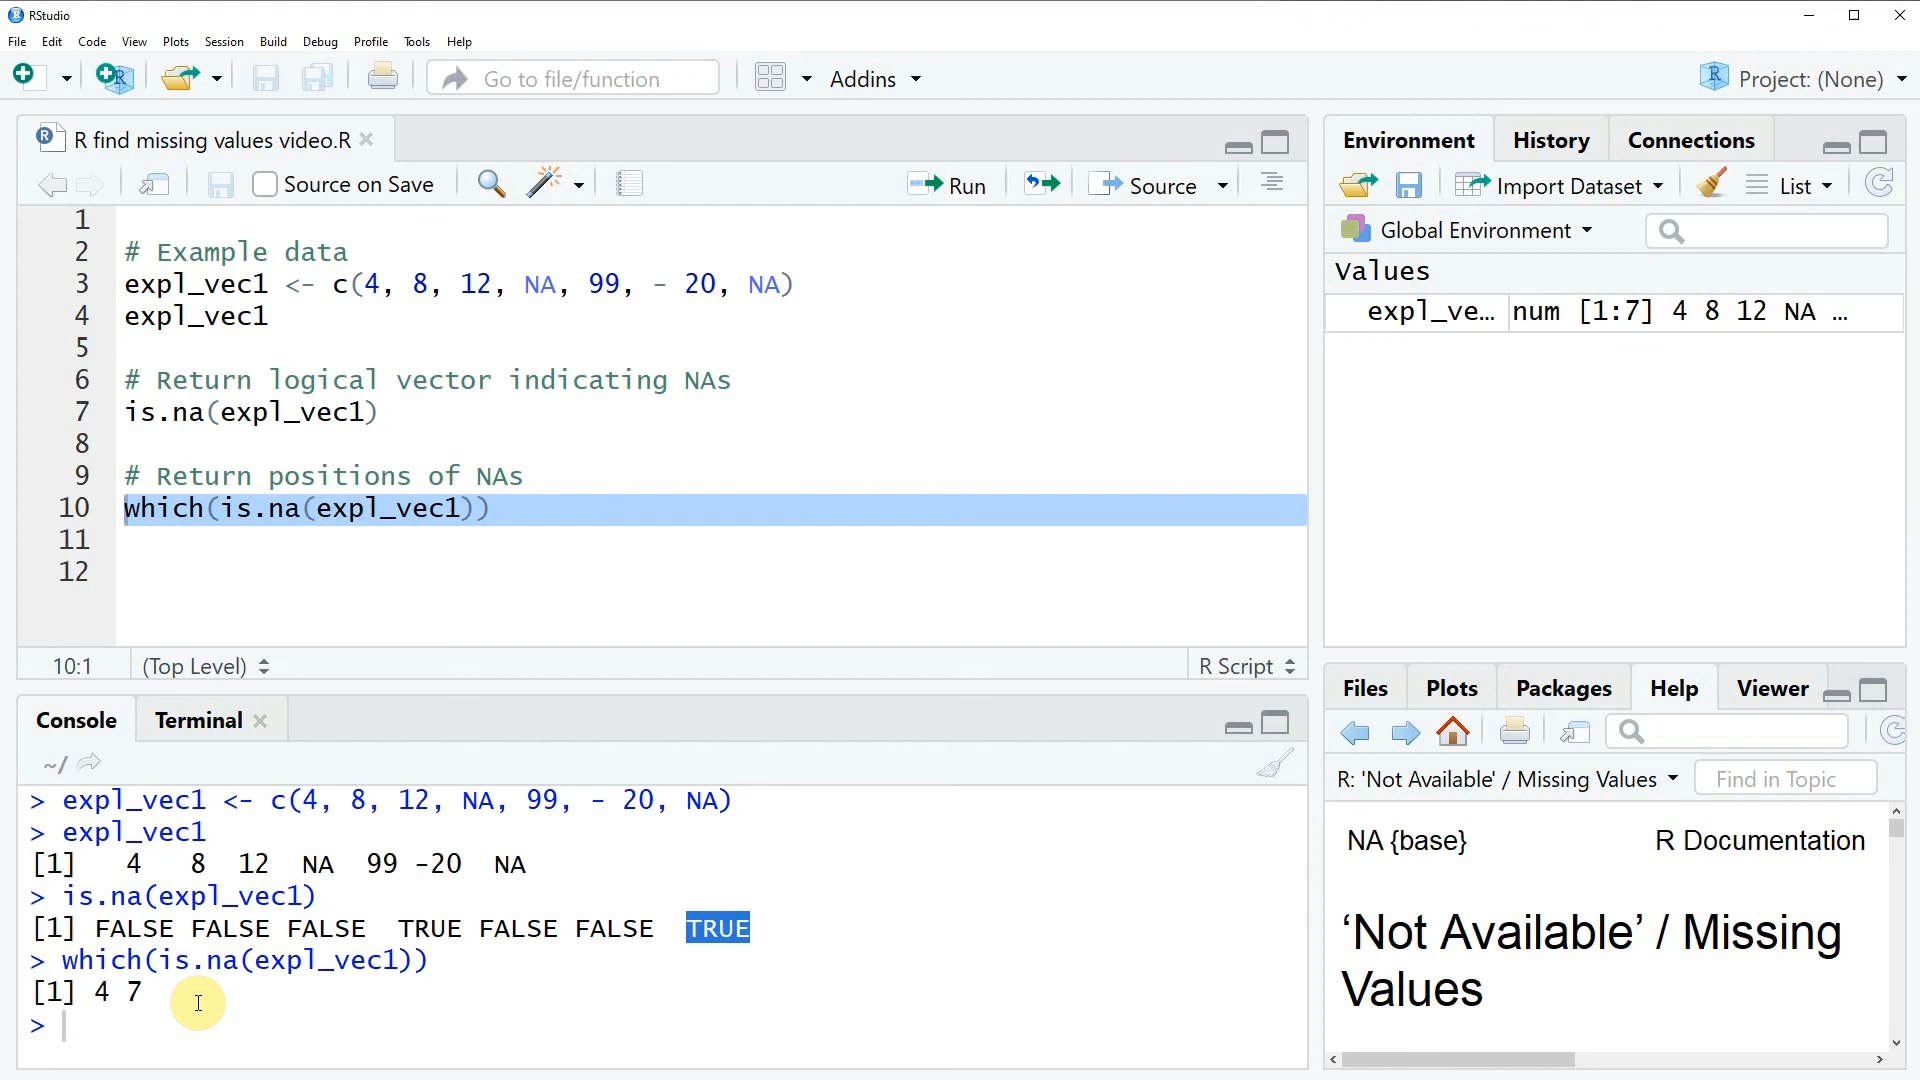 RStudio
File Edit Code View Plots Session Build Debug Profile Tools Help
Go to file/function Addins Project: (None)
R find missing values video.R
Source on Save Run Source
1
2 # Example data
3 expl_vec1 <- c(4, 8, 12, NA, 99, - 20, NA)
4 expl_vec1
5
6 # Return logical vector indicating NAs
7 is.na(expl_vec1)
8
9 # Return positions of NAs
10 which(is.na(expl_vec1))
11
12
10:1 (Top Level) R Script
Console Terminal
~/
> expl_vec1 <- c(4, 8, 12, NA, 99, - 20, NA)
> expl_vec1
[1] 4 8 12 NA 99 -20 NA
> is.na(expl_vec1)
[1] FALSE FALSE FALSE TRUE FALSE FALSE TRUE
> which(is.na(expl_vec1))
[1] 4 7
>
Environment History Connections
Import Dataset List
Global Environment
Values
expl_ve… num [1:7] 4 8 12 NA …
Files Plots Packages Help Viewer
R: 'Not Available' / Missing Values Find in Topic
NA {base} R Documentation
‘Not Available’ / Missing
Values